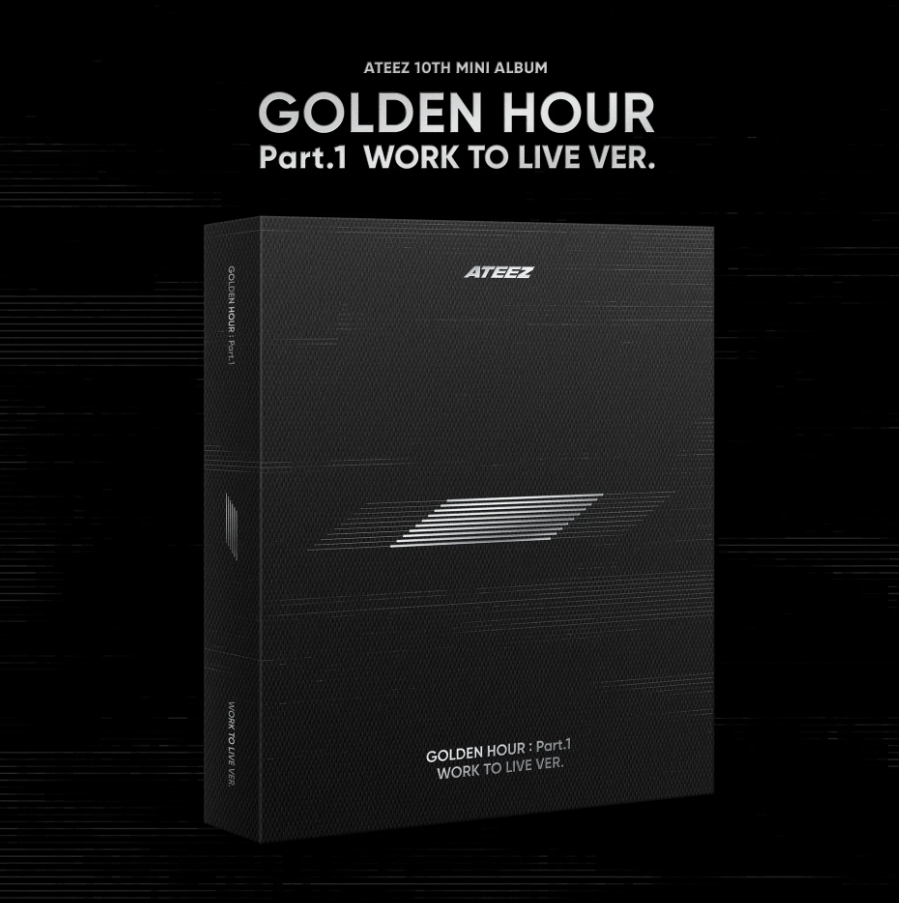 ATEEZ 10TH MINI ALBUM
GOLDEN HOUR
Part.1 WORK TO LIVE VER.
ATEEZ
GOLDEN HOUR : Part.1
WORK TO LIVE VER.
GOLDEN HOUR : Part.1
WORK TO LIVE VER.